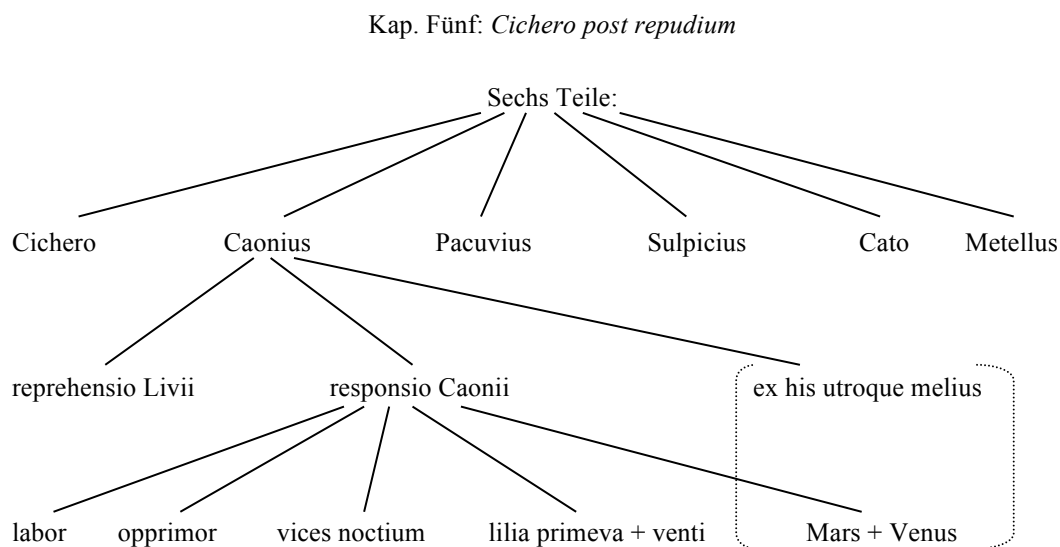 Kap. Fünf: Cichero post repudium
Sechs Teile:
Cichero Caonius Pacuvius Sulpicius Cato Metellus
reprehensio Livii responsio Caonii ex his utroque melius
labor opprimor vices noctium lilia primeva + venti Mars + Venus